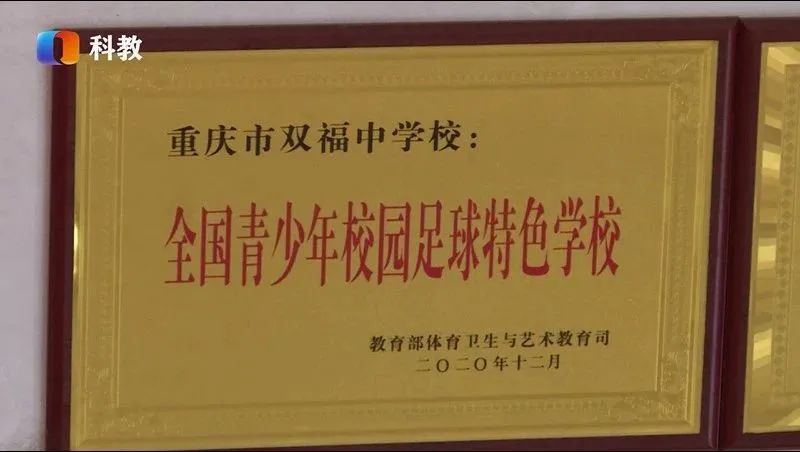 科教
重庆市双福中学校：
全国青少年校园足球特色学校
教育部体育卫生与艺术教育司
二〇二〇年十二月